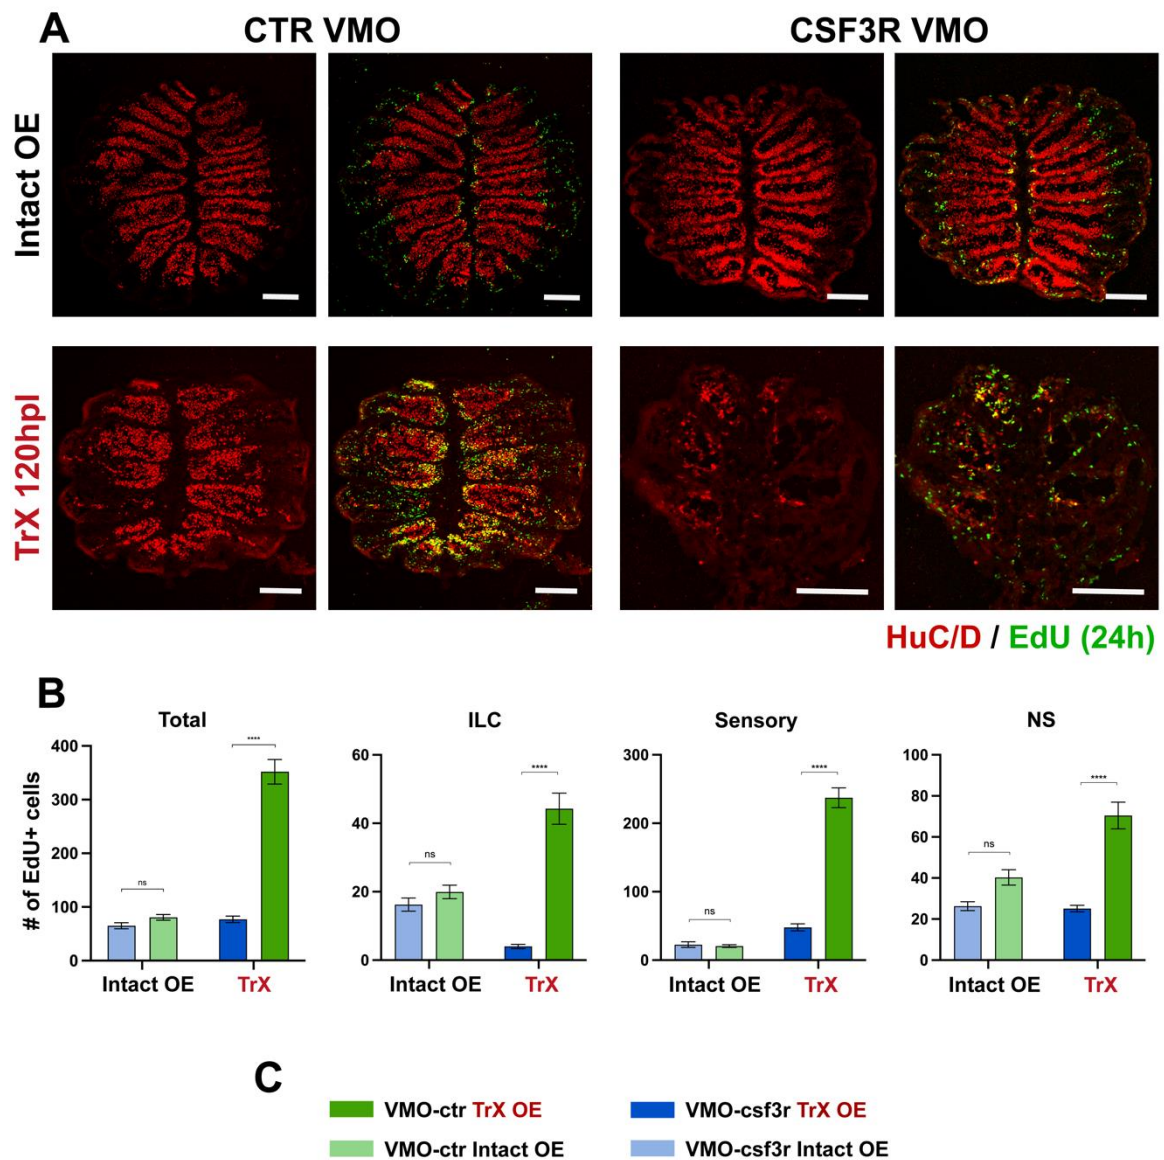 A
CTR VMO
CSF3R VMO
Intact OE
TrX 120hpl
HuC/D / EdU (24h)
B
Total
ILC
Sensory
NS
# of EdU+ cells
400
300
200
100
0
ns
****
Intact OE
TrX
60
40
20
0
ns
****
Intact OE
TrX
300
200
100
0
ns
****
Intact OE
TrX
100
80
60
40
20
0
ns
****
Intact OE
TrX
C
VMO-ctr TrX OE
VMO-csf3r TrX OE
VMO-ctr Intact OE
VMO-csf3r Intact OE